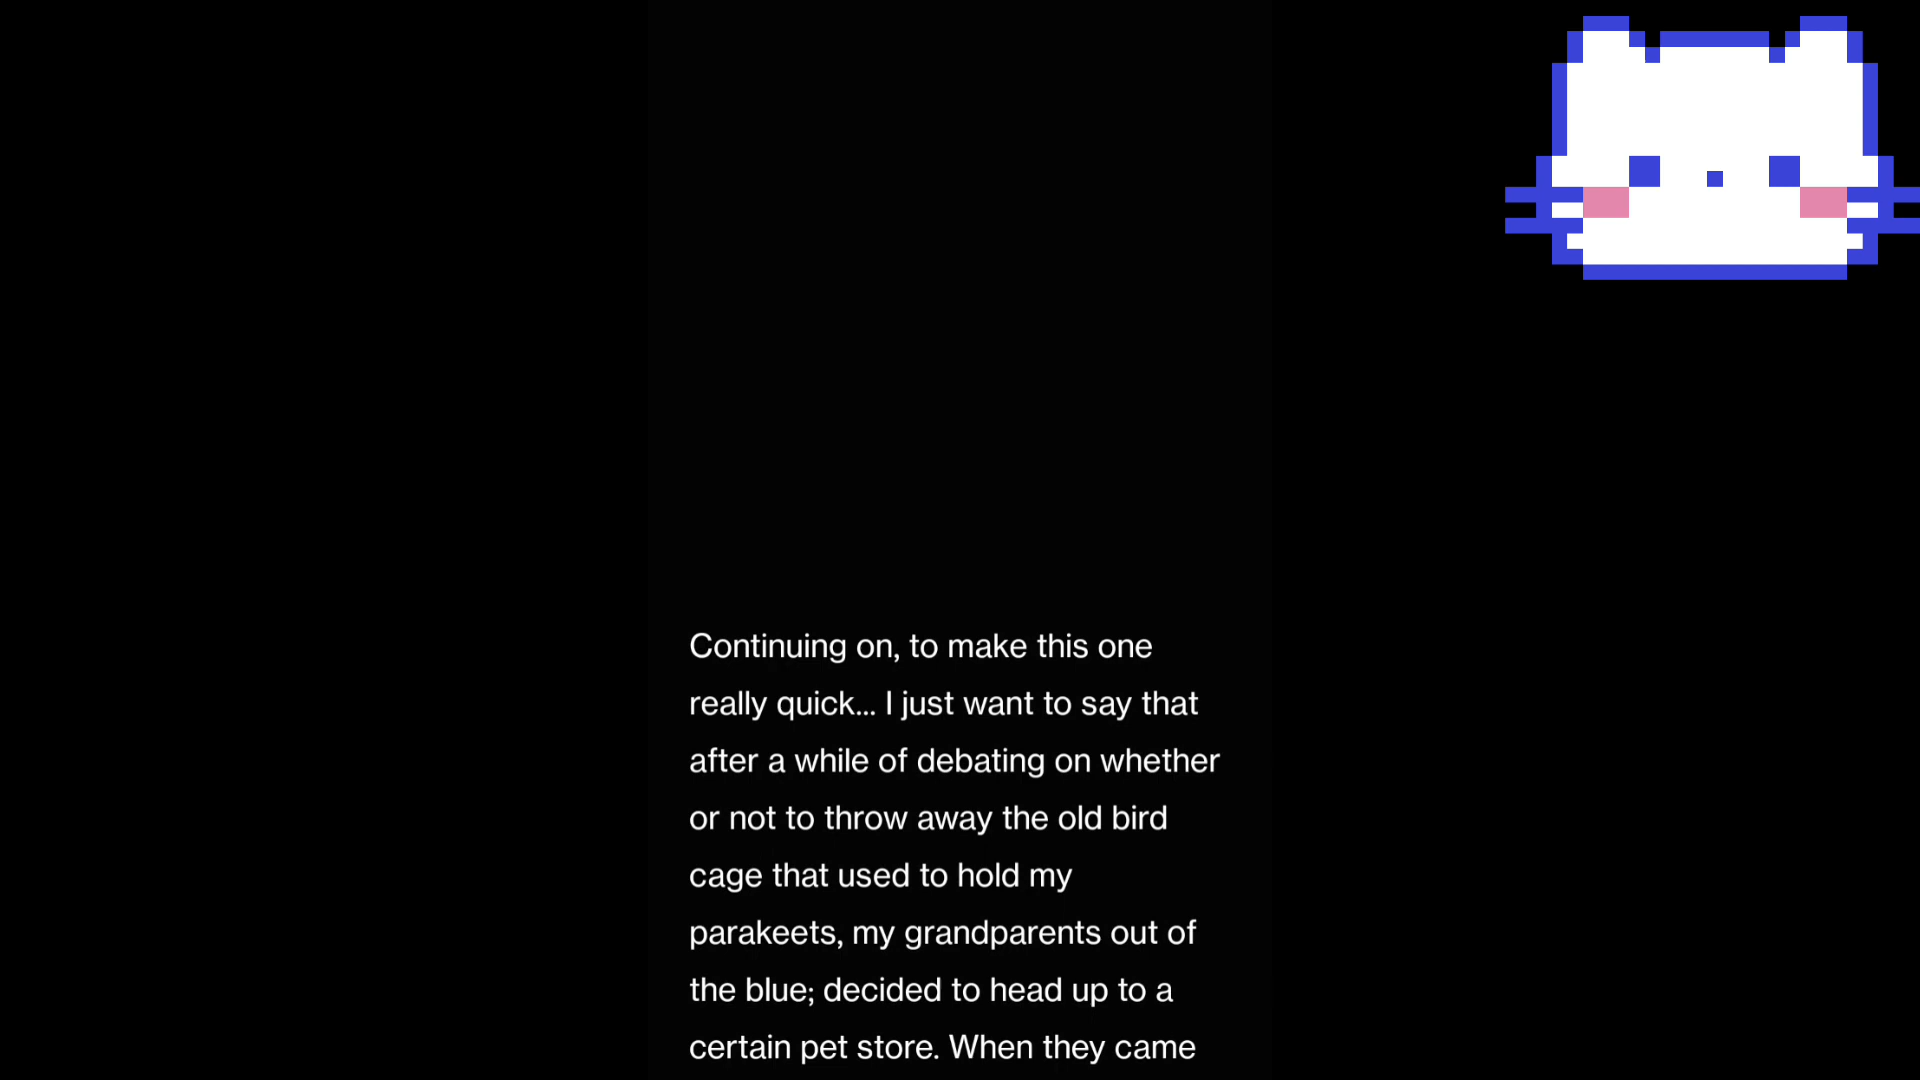 Continuing on, to make this one
really quick... I just want to say that
after a while of debating on whether
or not to throw away the old bird
cage that used to hold my
parakeets, my grandparents out of
the blue; decided to head up to a
certain pet store. When they came